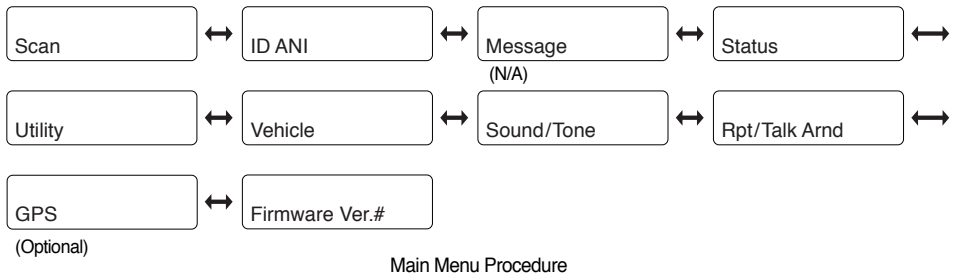 Scan
ID ANI
Message
Status
(N/A)
Utility
Vehicle
Sound/Tone
Rpt/Talk Arnd
GPS
Firmware Ver.#
(Optional)
Main Menu Procedure